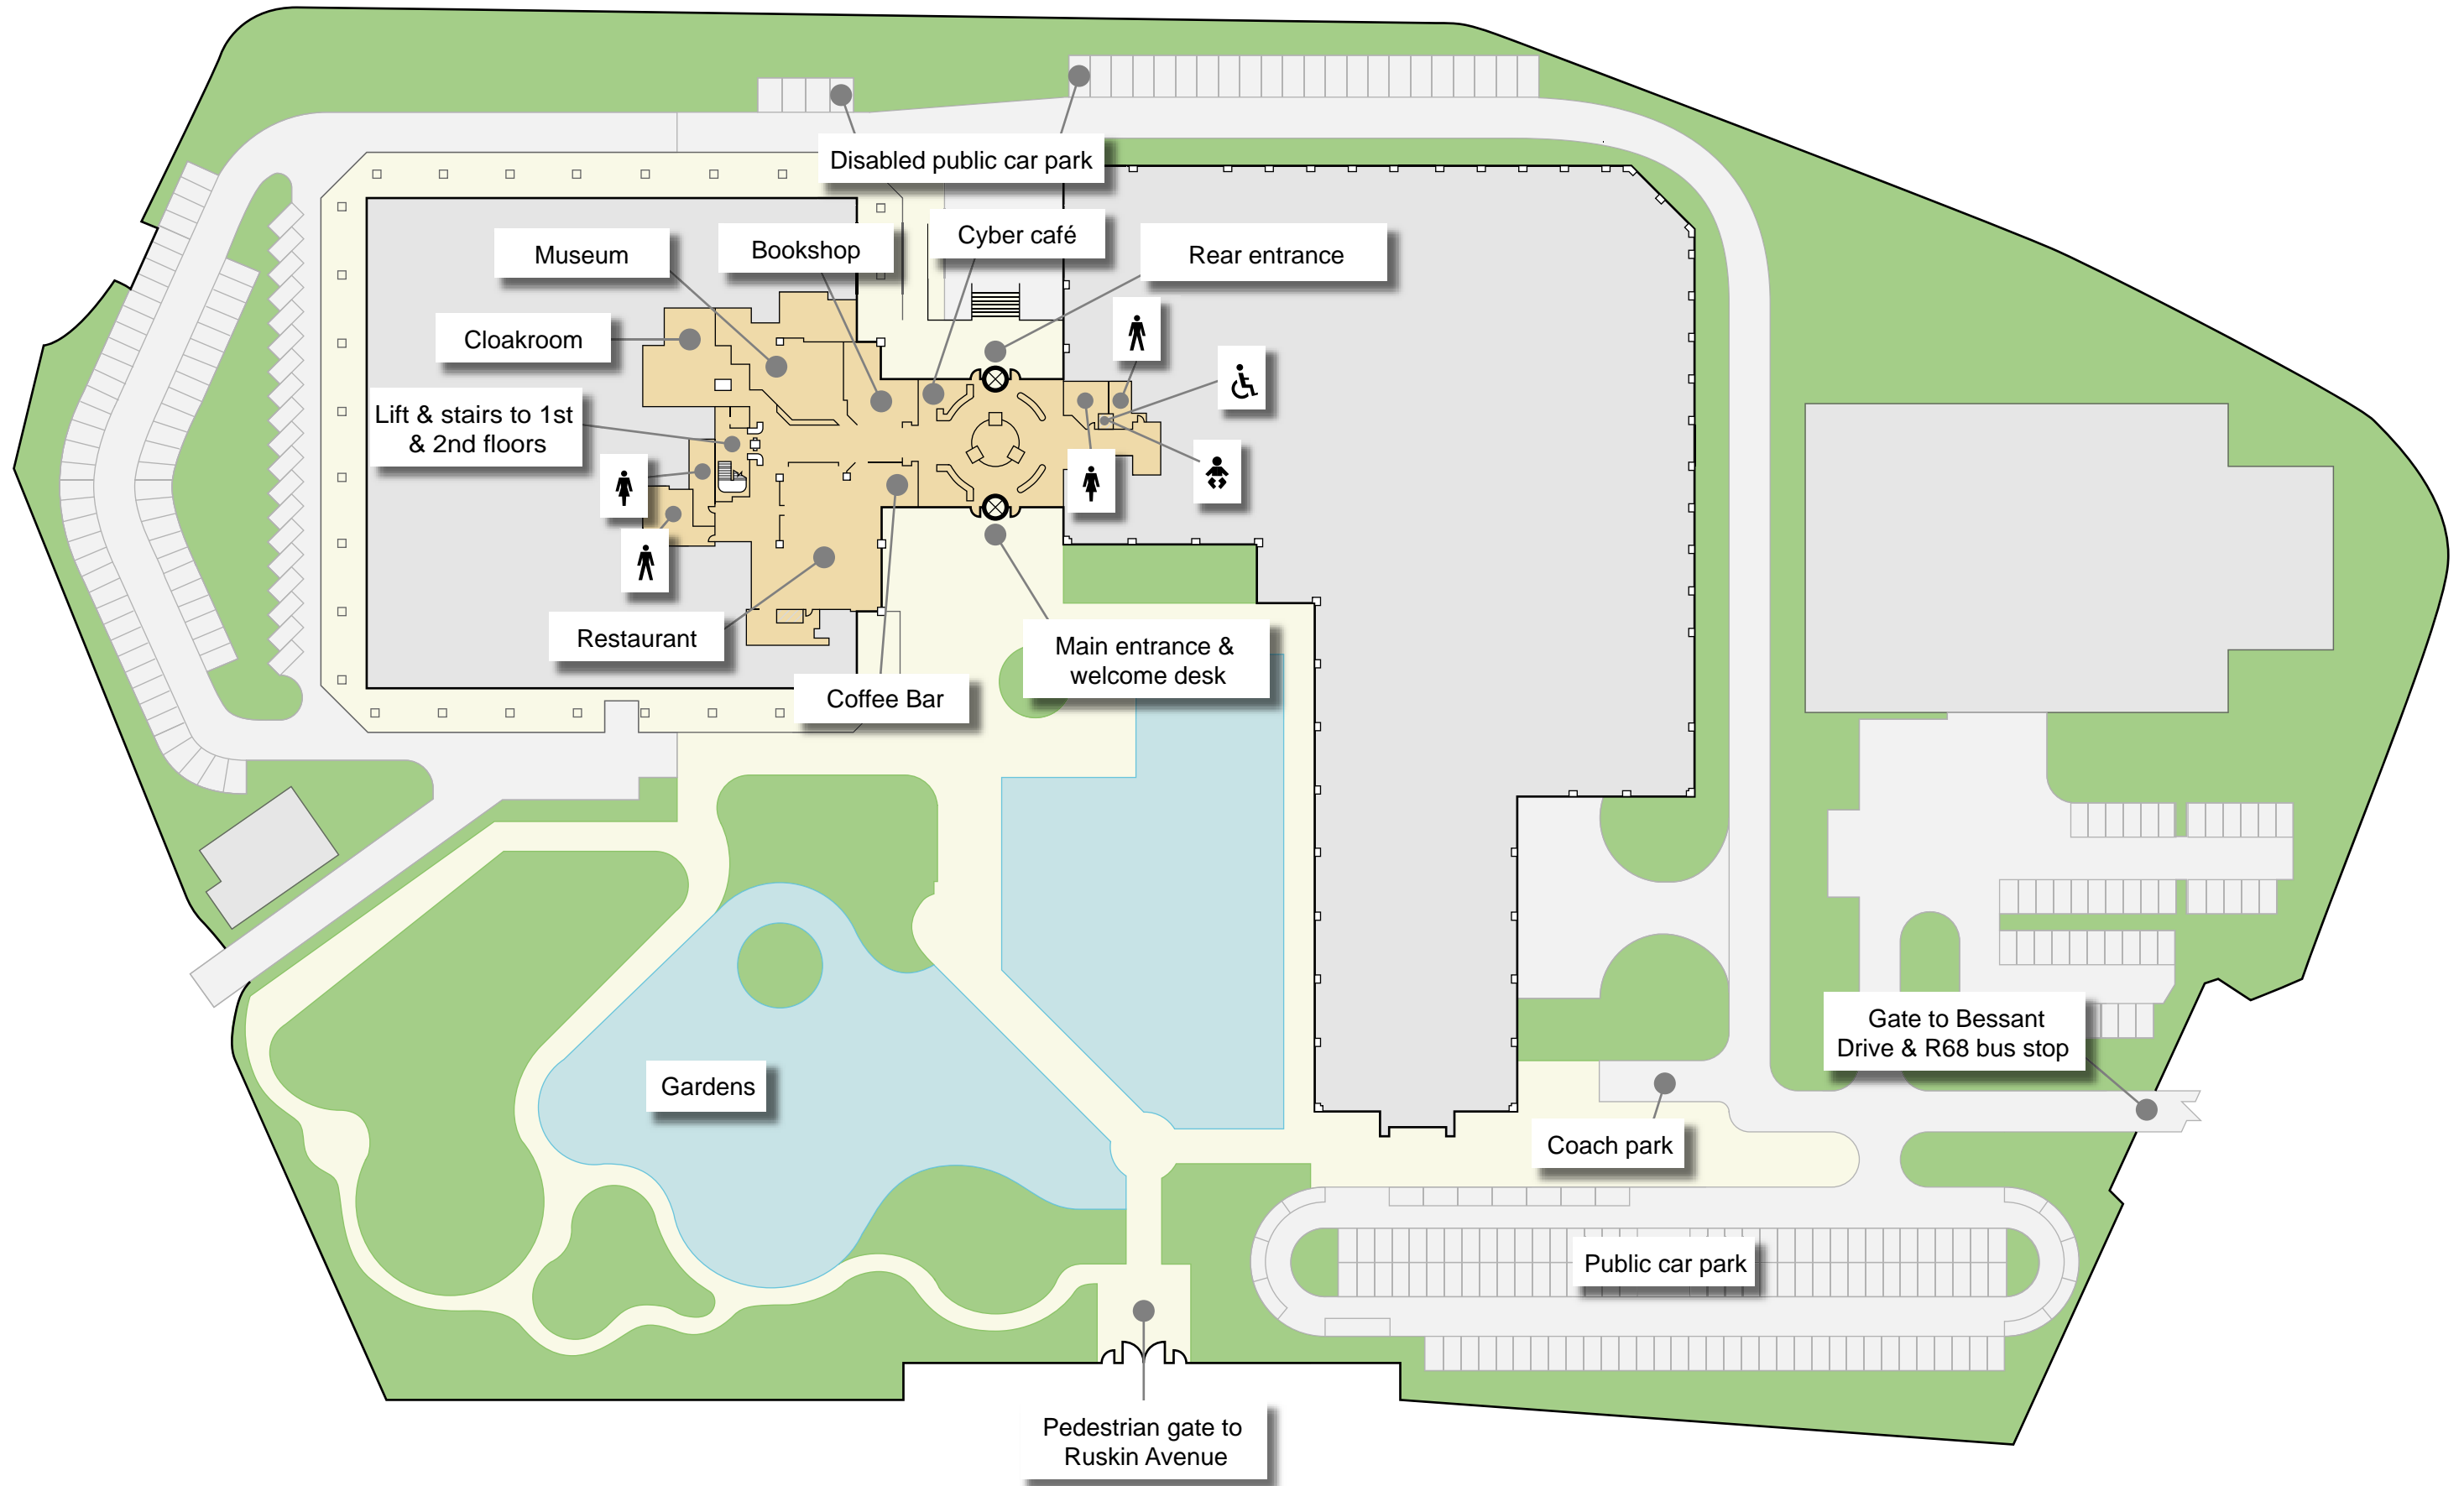 Disabled public car park
Museum
Bookshop
Cyber café
Rear entrance
Cloakroom
Lift & stairs to 1st
& 2nd floors
Restaurant
Main entrance &
welcome desk
Coffee Bar
Gardens
Gate to Bessant
Drive & R68 bus stop
Coach park
Public car park
Pedestrian gate to
Ruskin Avenue